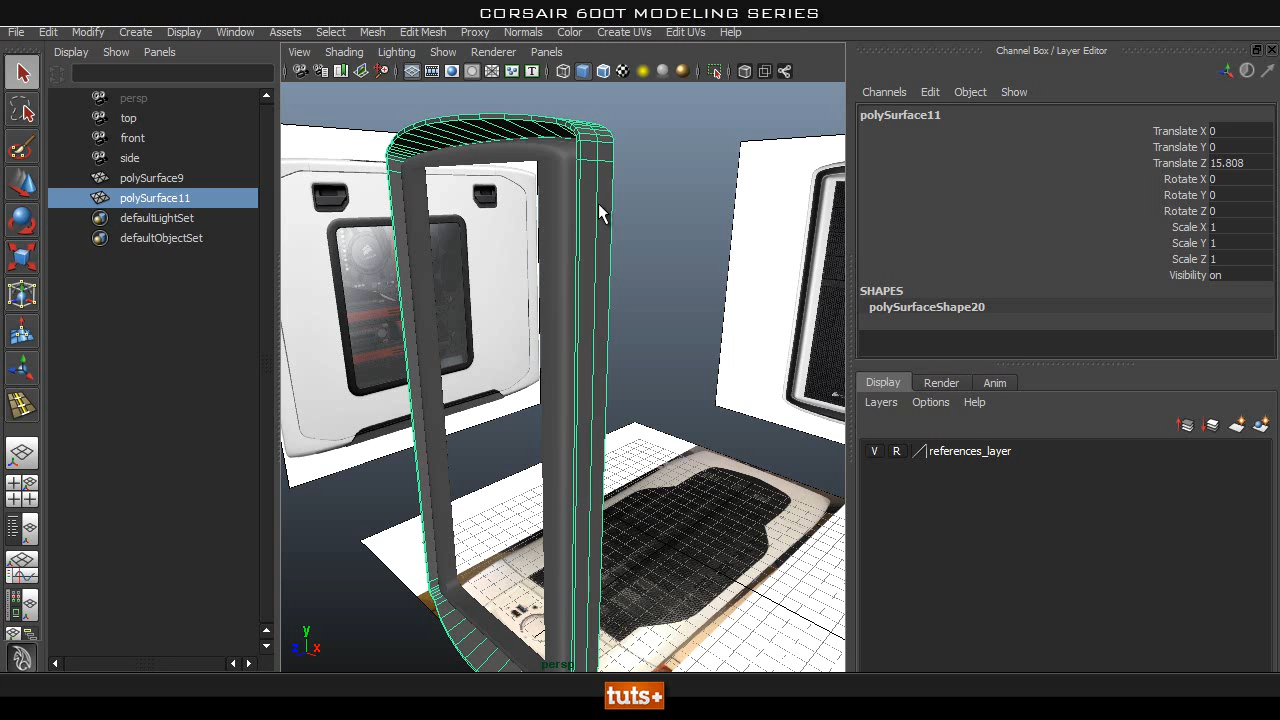 CORSAIR 600T MODELING SERIES
File Edit Modify Create Display Window Assets Select Mesh Edit Mesh Proxy Normals Color Create UVs Edit UVs Help
Display Show Panels
View Shading Lighting Show Renderer Panels
Channel Box / Layer Editor
Channels Edit Object Show
persp
top
front
side
polySurface9
polySurface11
defaultLightSet
defaultObjectSet
polySurface11
Translate X 0
Translate Y 0
Translate Z 15.808
Rotate X 0
Rotate Y 0
Rotate Z 0
Scale X 1
Scale Y 1
Scale Z 1
Visibility on
SHAPES
polySurfaceShape20
Display Render Anim
Layers Options Help
V R references_layer
y
z x
persp
tuts+